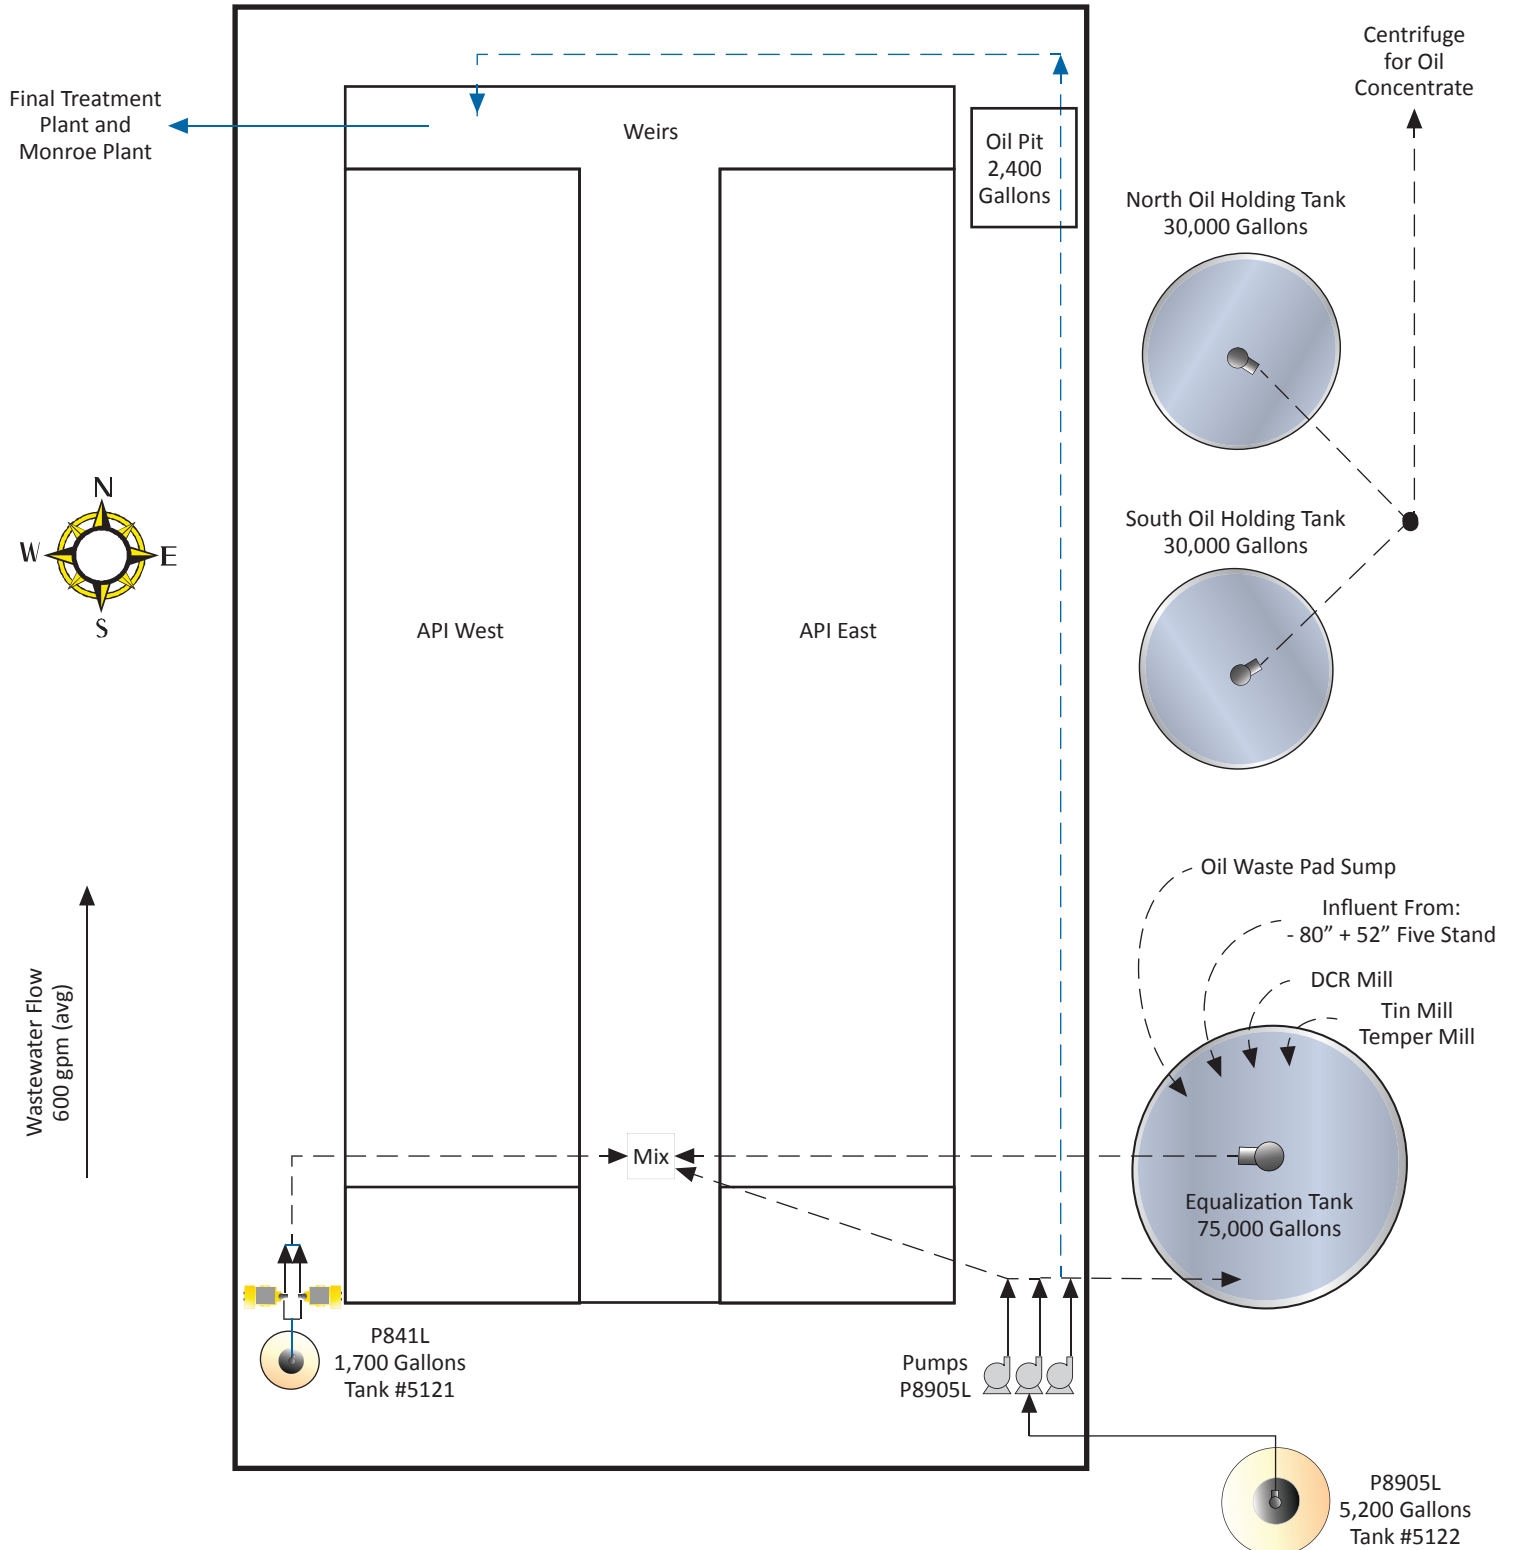 Centrifuge
for Oil
Concentrate
Final Treatment
Plant and
Monroe Plant
Weirs
Oil Pit
2,400
Gallons
North Oil Holding Tank
30,000 Gallons
N
W
E
S
South Oil Holding Tank
30,000 Gallons
API West
API East
Oil Waste Pad Sump
Influent From:
- 80” + 52” Five Stand
DCR Mill
Tin Mill
Temper Mill
Wastewater Flow
600 gpm (avg)
Mix
Equalization Tank
75,000 Gallons
P841L
1,700 Gallons
Tank #5121
Pumps
P8905L
P8905L
5,200 Gallons
Tank #5122